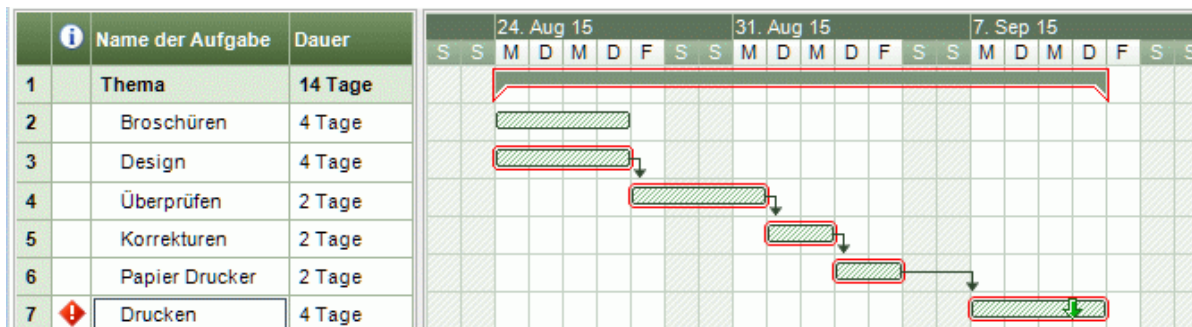 Name der Aufgabe Dauer 24. Aug 15 31. Aug 15 7. Sep 15
S S M D M D F S S M D M D F S S M D M D F S S
1 Thema 14 Tage
2 Broschüren 4 Tage
3 Design 4 Tage
4 Überprüfen 2 Tage
5 Korrekturen 2 Tage
6 Papier Drucker 2 Tage
7 Drucken 4 Tage